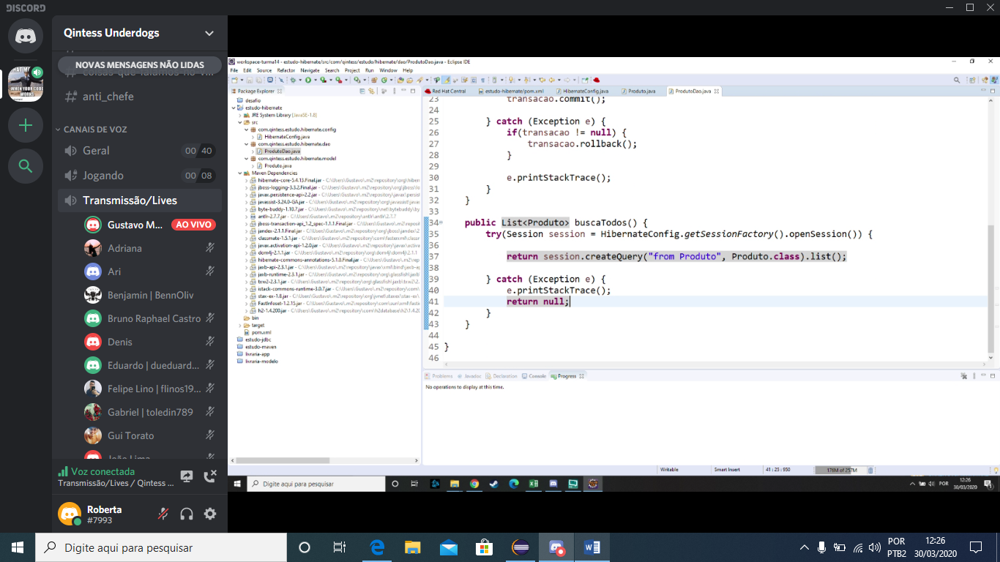 DISCORD
Qintess Underdogs
NOVAS MENSAGENS NÃO LIDAS
anti_chefe
CANAIS DE VOZ
Geral 00 40
Jogando 00 08
Transmissão/Lives
Gustavo M... AO VIVO
Adriana
Ari
Benjamin | BennOliv
Bruno Raphael Castro
Denis
Eduardo | dueduard...
Felipe Lino | flinos19...
Gabriel | toledin789
Gui Torato
João Lima
Voz conectada
Transmissão/Lives / Qintess ...
Roberta
#7993
workspace-turma14 - estudo-hibernate/src/com/qintess/estudo/hibernate/dao/ProdutoDao.java - Eclipse IDE
File Edit Source Refactor Navigate Search Project Run Window Help
Package Explorer
desafio
estudo-hibernate
JRE System Library [JavaSE-1.8]
src
com.qintess.estudo.hibernate.config
HibernateConfig.java
com.qintess.estudo.hibernate.dao
ProdutoDao.java
com.qintess.estudo.hibernate.model
Produto.java
Maven Dependencies
hibernate-core-5.4.13.Final.jar - C:\Users\Gustavo\.m2\repository\org\hiber
jboss-logging-3.3.2.Final.jar - C:\Users\Gustavo\.m2\repository\org\jboss\l
javax.persistence-api-2.2.jar - C:\Users\Gustavo\.m2\repository\javax\persist
javassist-3.24.0-GA.jar - C:\Users\Gustavo\.m2\repository\org\javassist\javass
byte-buddy-1.10.7.jar - C:\Users\Gustavo\.m2\repository\net\bytebuddy\by
antlr-2.7.7.jar - C:\Users\Gustavo\.m2\repository\antlr\antlr\2.7.7
jboss-transaction-api_1.2_spec-1.1.1.Final.jar - C:\Users\Gustavo\.m2\repo
jandex-2.1.1.Final.jar - C:\Users\Gustavo\.m2\repository\org\jboss\jandex\2
classmate-1.5.1.jar - C:\Users\Gustavo\.m2\repository\com\fasterxml\classm
javax.activation-api-1.2.0.jar - C:\Users\Gustavo\.m2\repository\javax\activa
dom4j-2.1.1.jar - C:\Users\Gustavo\.m2\repository\org\dom4j\dom4j\2.1.1
hibernate-commons-annotations-5.1.0.Final.jar - C:\Users\Gustavo\.m2\rep
jaxb-api-2.3.1.jar - C:\Users\Gustavo\.m2\repository\javax\xml\bind\jaxb-ap
jaxb-runtime-2.3.1.jar - C:\Users\Gustavo\.m2\repository\org\glassfish\jaxb
txw2-2.3.1.jar - C:\Users\Gustavo\.m2\repository\org\glassfish\jaxb\txw2\2.
istack-commons-runtime-3.0.7.jar - C:\Users\Gustavo\.m2\repository\com\s
stax-ex-1.8.jar - C:\Users\Gustavo\.m2\repository\org\jvnet\staxex\stax-ex\
FastInfoset-1.2.15.jar - C:\Users\Gustavo\.m2\repository\com\sun\xml\fastin
h2-1.4.200.jar - C:\Users\Gustavo\.m2\repository\com\h2database\h2\1.4.20
bin
target
pom.xml
estudo-jdbc
estudo-maven
livraria-app
livraria-modelo
Red Hat Central estudo-hibernate/pom.xml HibernateConfig.java Produto.java ProdutoDao.java
23 transacao.commit();
24
25 } catch (Exception e) {
26 if(transacao != null) {
27 transacao.rollback();
28 }
29
30 e.printStackTrace();
31 }
32 }
33
34 public List<Produto> buscaTodos() {
35 try(Session session = HibernateConfig.getSessionFactory().openSession()) {
36
37 return session.createQuery("from Produto", Produto.class).list();
38
39 } catch (Exception e) {
40 e.printStackTrace();
41 return null;
42 }
43 }
44
45 }
46
Problems Javadoc Declaration Console Progress
No operations to display at this time.
Writable Smart Insert 41 : 25 : 950 176M of 257M
Digite aqui para pesquisar
POR
12:26
30/03/2020
Digite aqui para pesquisar
POR
PTB2
12:26
30/03/2020